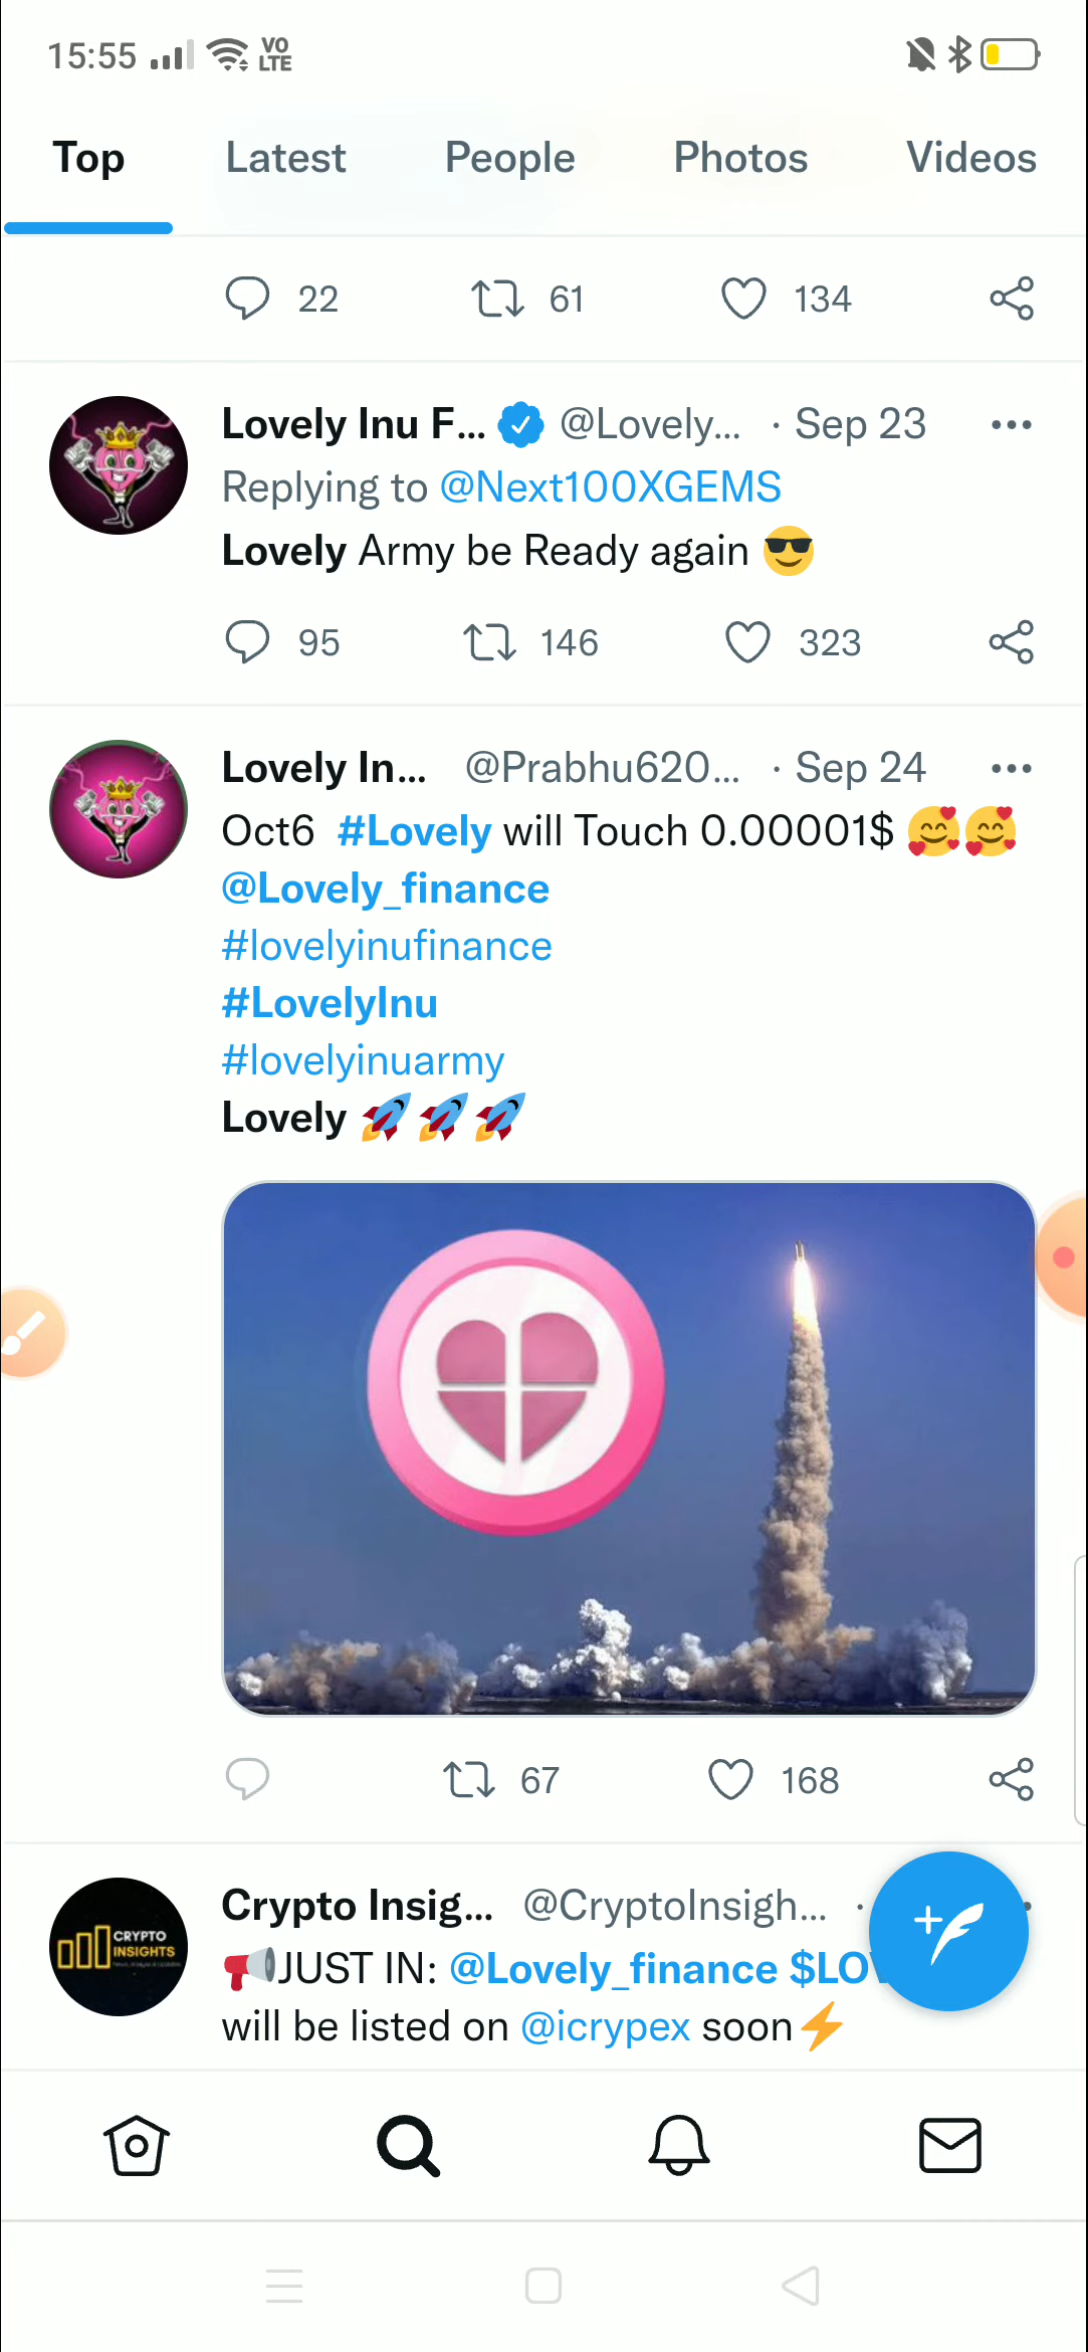 15:55 VO LTE
Top Latest People Photos Videos
22 61 134
Lovely Inu F... @Lovely... · Sep 23
Replying to @Next100XGEMS
Lovely Army be Ready again 😎
95 146 323
Lovely In... @Prabhu620... · Sep 24
Oct6 #Lovely will Touch 0.00001$ 🥰🥰
@Lovely_finance
#lovelyinufinance
#LovelyInu
#lovelyinuarmy
Lovely 🚀🚀🚀
67 168
CRYPTO
INSIGHTS
Crypto Insig... @CryptoInsigh... ·
📢JUST IN: @Lovely_finance $LO
will be listed on @icrypex soon⚡